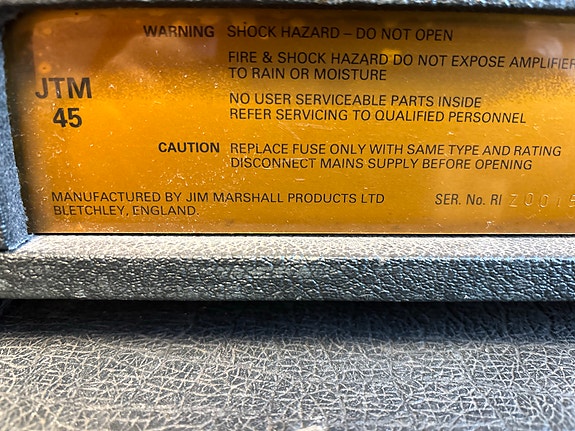 WARNING SHOCK HAZARD – DO NOT OPEN
FIRE & SHOCK HAZARD DO NOT EXPOSE AMPLIFIER
TO RAIN OR MOISTURE
JTM
45
NO USER SERVICEABLE PARTS INSIDE
REFER SERVICING TO QUALIFIED PERSONNEL
CAUTION REPLACE FUSE ONLY WITH SAME TYPE AND RATING
DISCONNECT MAINS SUPPLY BEFORE OPENING
MANUFACTURED BY JIM MARSHALL PRODUCTS LTD
BLETCHLEY, ENGLAND.
SER. No. RI